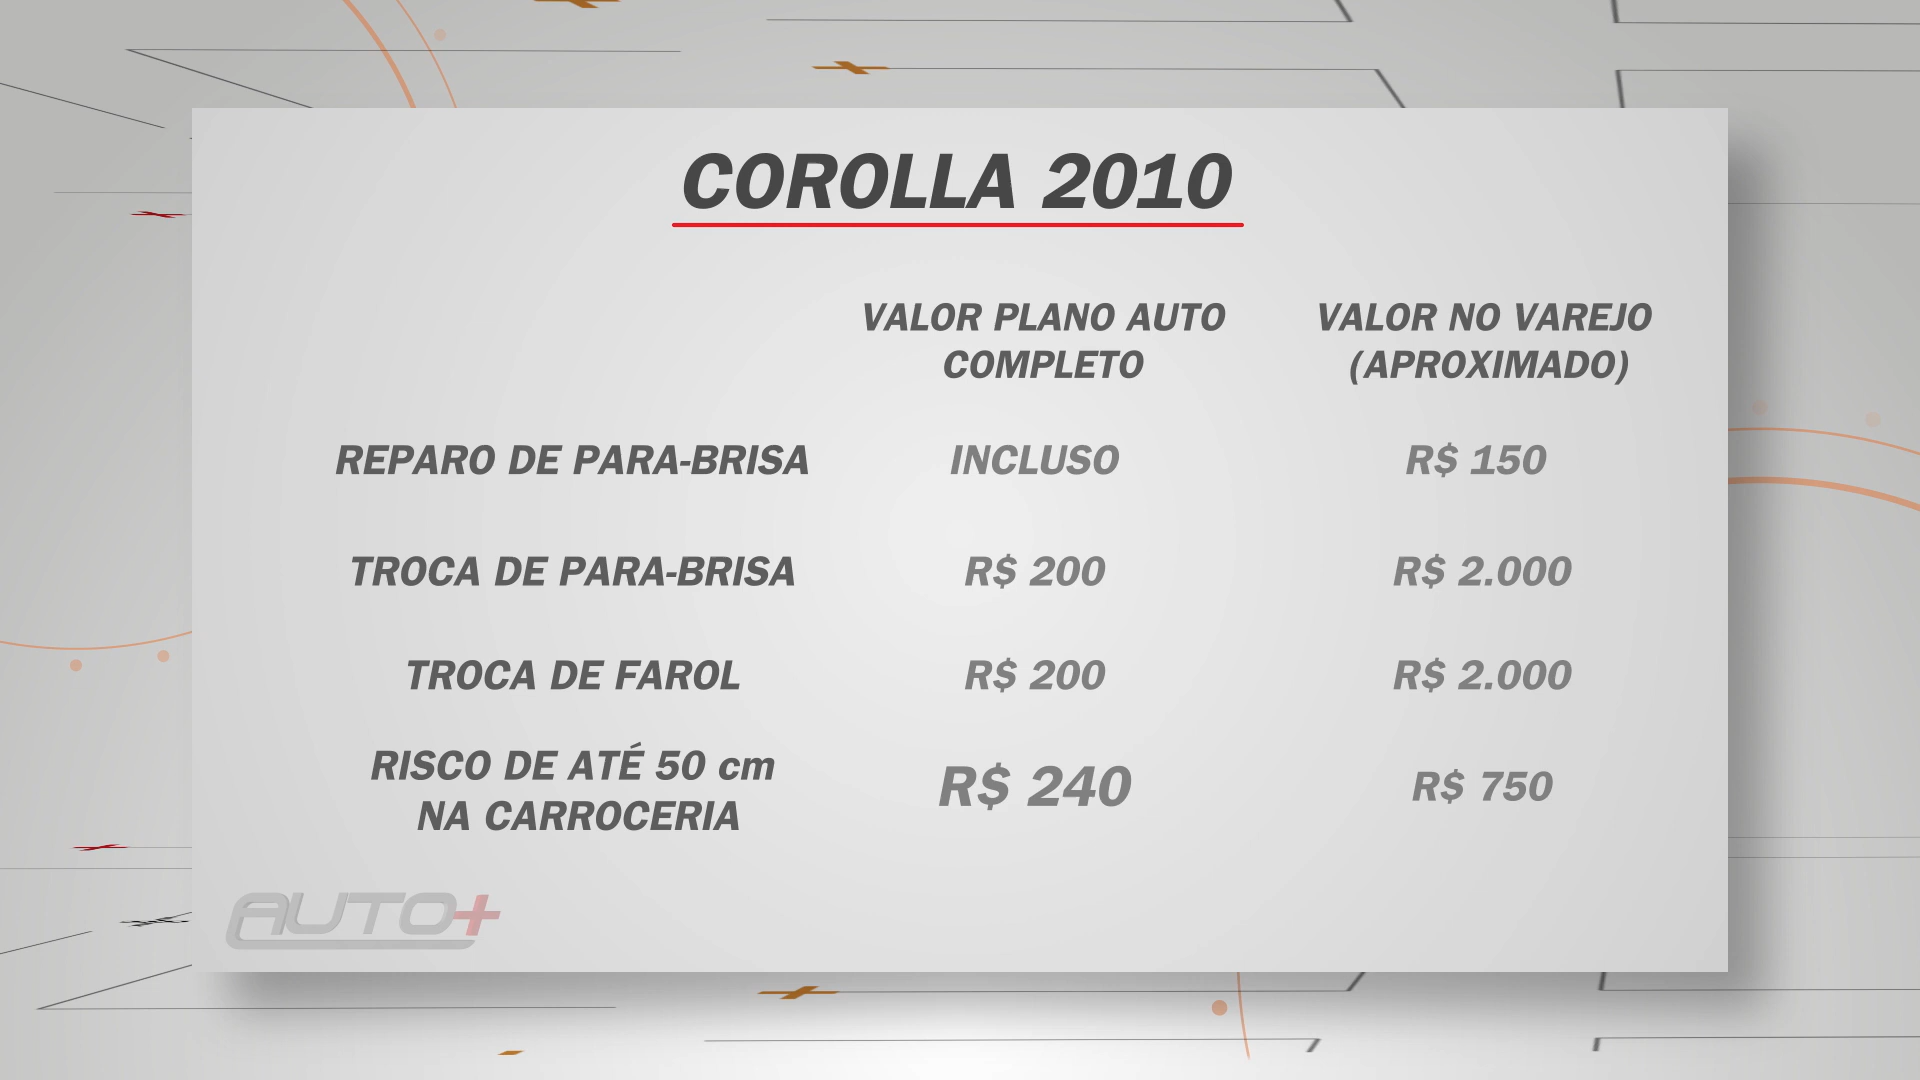 COROLLA 2010
VALOR PLANO AUTO
COMPLETO
VALOR NO VAREJO
(APROXIMADO)
REPARO DE PARA-BRISA INCLUSO R$ 150
TROCA DE PARA-BRISA R$ 200 R$ 2.000
TROCA DE FAROL R$ 200 R$ 2.000
RISCO DE ATÉ 50 cm
NA CARROCERIA
R$ 240 R$ 750
AUTO+